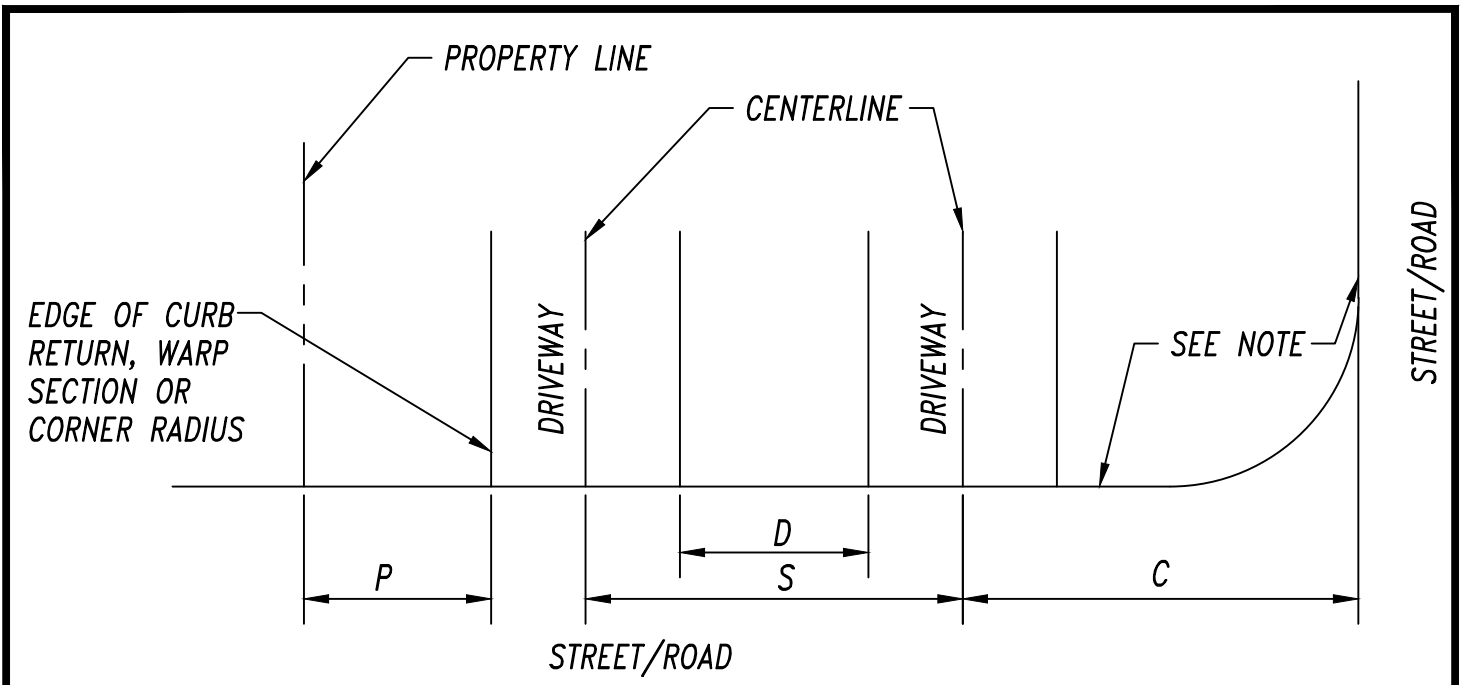 PROPERTY LINE
CENTERLINE
EDGE OF CURB
RETURN, WARP
SECTION OR
CORNER RADIUS
DRIVEWAY
DRIVEWAY
SEE NOTE
STREET/ROAD
D
P
S
C
STREET/ROAD